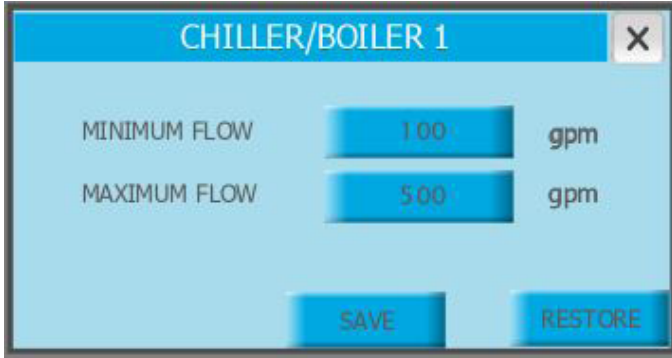 CHILLER/BOILER 1 X
MINIMUM FLOW 100 gpm
MAXIMUM FLOW 500 gpm
SAVE RESTORE